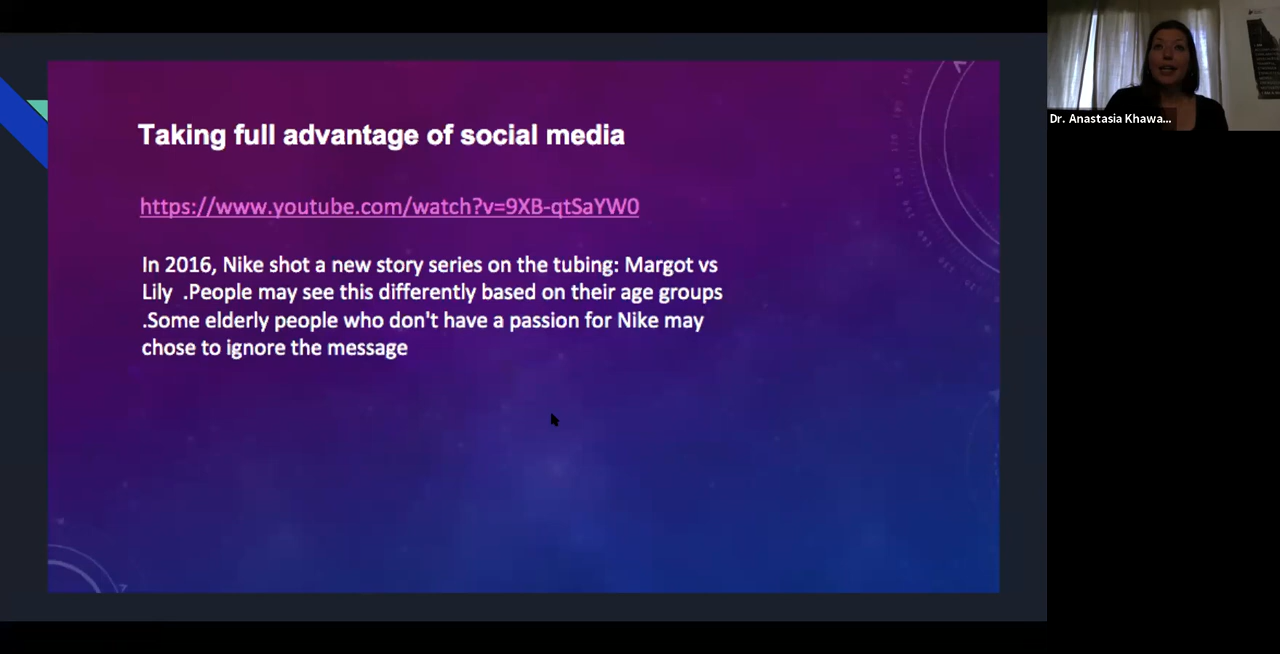 Taking full advantage of social media
https://www.youtube.com/watch?v=9XB-qtSaYW0
In 2016, Nike shot a new story series on the tubing: Margot vs
Lily  .People may see this differently based on their age groups
.Some elderly people who don't have a passion for Nike may
chose to ignore the message
Dr. Anastasia Khawa...